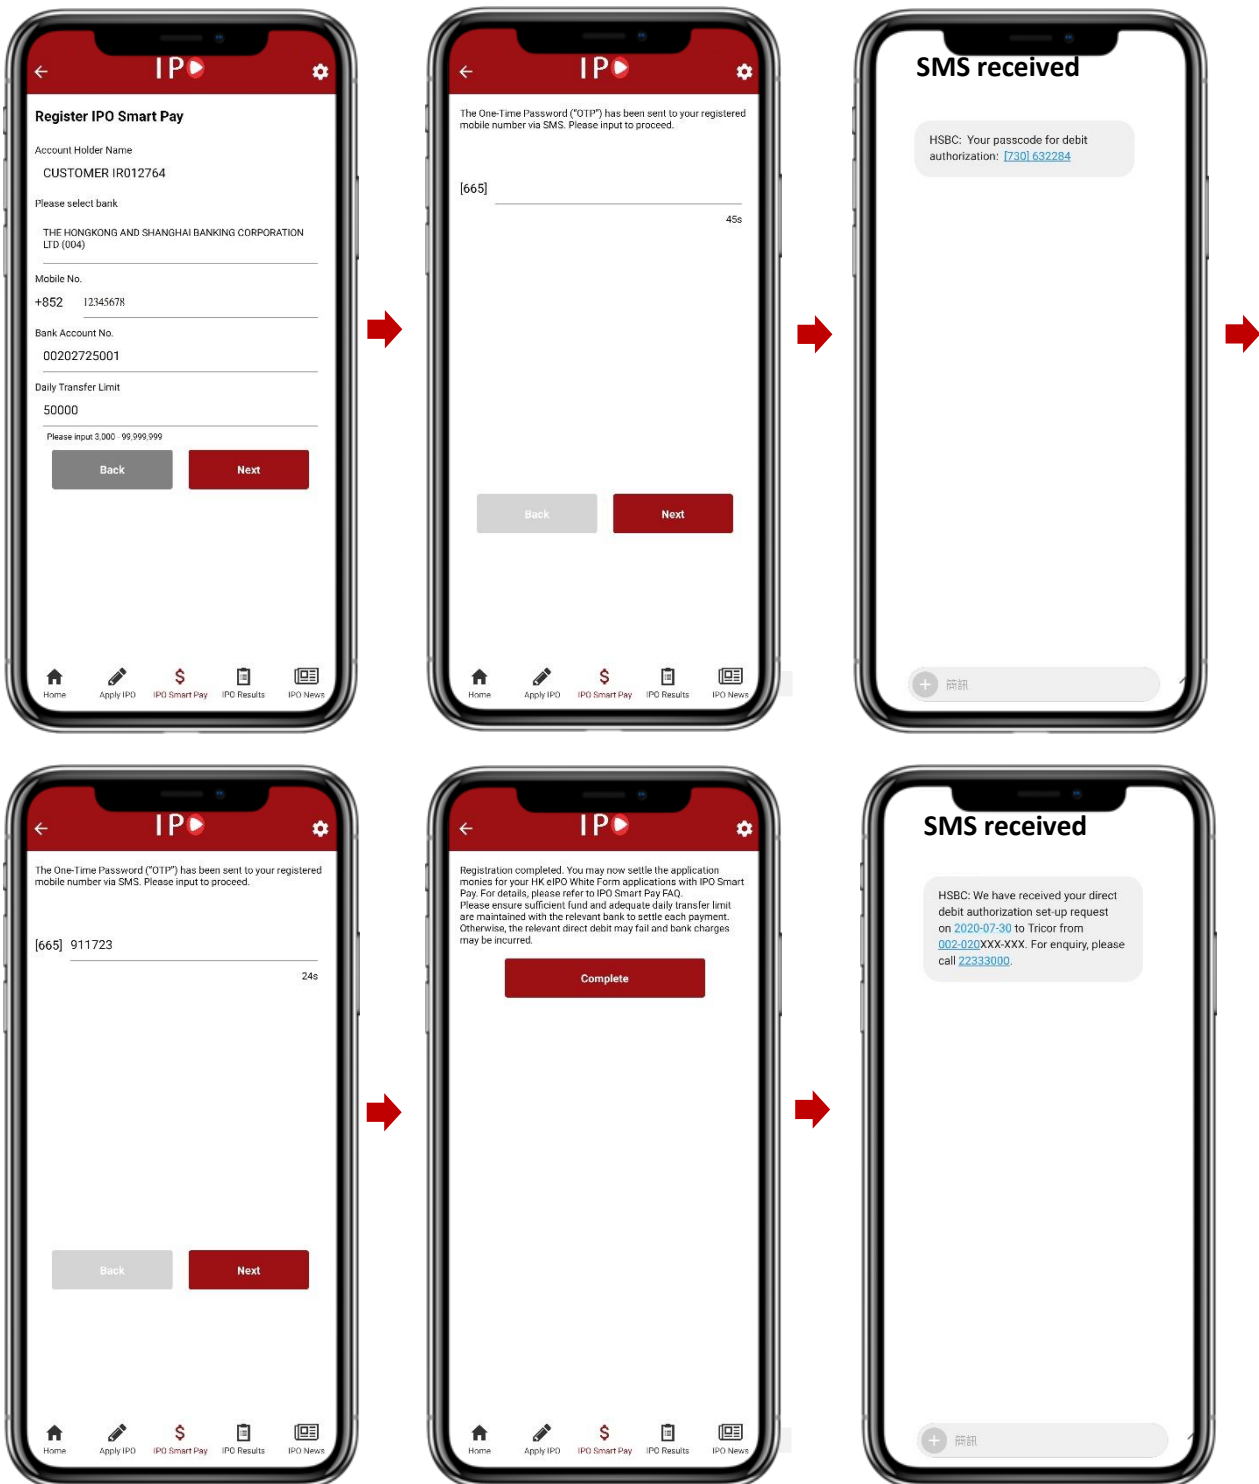 IPO
Register IPO Smart Pay
Account Holder Name
CUSTOMER IR012764
Please select bank
THE HONGKONG AND SHANGHAI BANKING CORPORATION
LTD (004)
Mobile No.
+852 12345678
Bank Account No.
00202725001
Daily Transfer Limit
50000
Please input 3,000 - 99,999,999
Back Next
Home Apply IPO IPO Smart Pay IPO Results IPO News
IPO
The One-Time Password ("OTP") has been sent to your registered
mobile number via SMS. Please input to proceed.
[665]
45s
Back Next
Home Apply IPO IPO Smart Pay IPO Results IPO News
SMS received
HSBC: Your passcode for debit
authorization: [730] 632284
+ 簡訊
IPO
The One-Time Password ("OTP") has been sent to your registered
mobile number via SMS. Please input to proceed.
[665] 911723
24s
Back Next
Home Apply IPO IPO Smart Pay IPO Results IPO News
IPO
Registration completed. You may now settle the application
monies for your HK eIPO White Form applications with IPO Smart
Pay. For details, please refer to IPO Smart Pay FAQ.
Please ensure sufficient fund and adequate daily transfer limit
are maintained with the relevant bank to settle each payment.
Otherwise, the relevant direct debit may fail and bank charges
may be incurred.
Complete
Home Apply IPO IPO Smart Pay IPO Results IPO News
SMS received
HSBC: We have received your direct
debit authorization set-up request
on 2020-07-30 to Tricor from
002-020XXX-XXX. For enquiry, please
call 22333000.
+ 簡訊